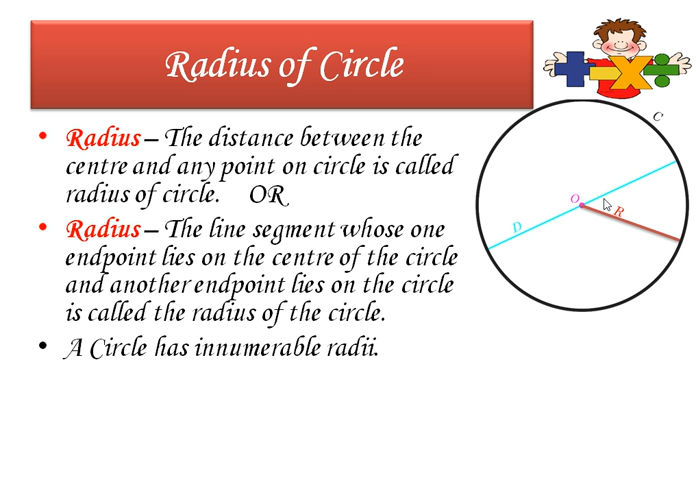 Radius of Circle
• Radius – The distance between the
centre and any point on circle is called
radius of circle. OR
• Radius – The line segment whose one
endpoint lies on the centre of the circle
and another endpoint lies on the circle
is called the radius of the circle.
• A Circle has innumerable radii.
C
O
R
D